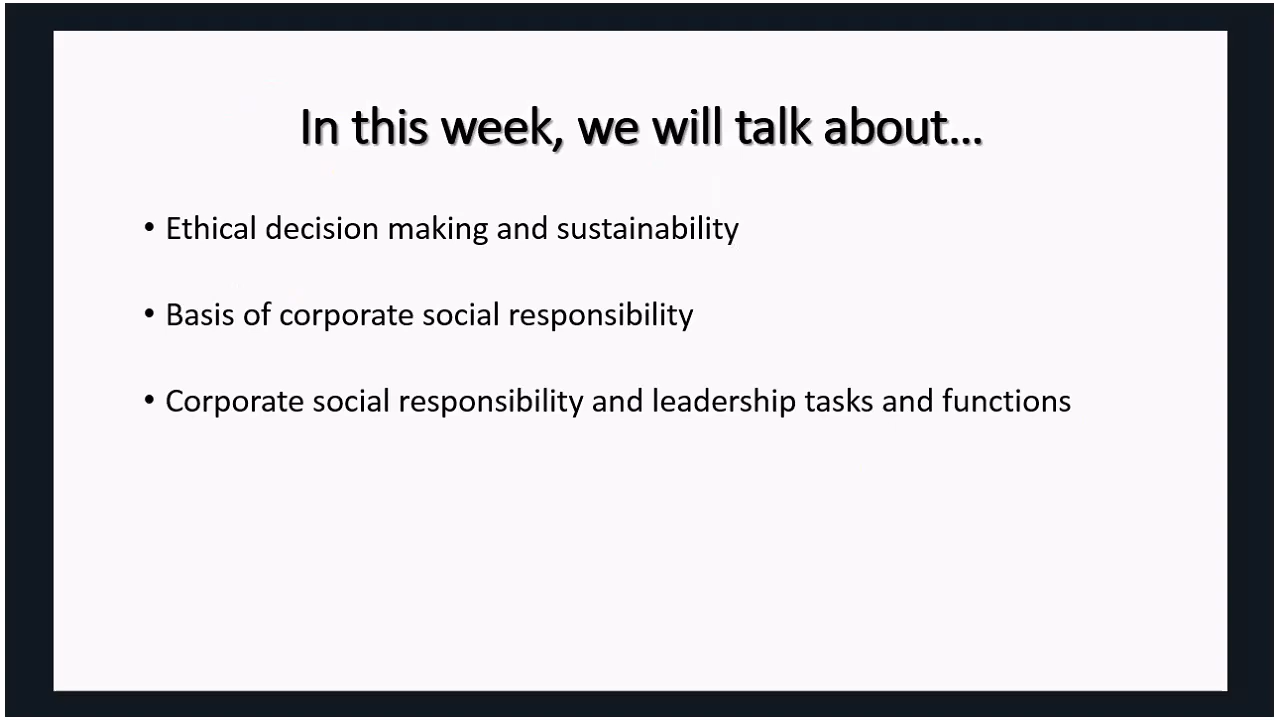 In this week, we will talk about...
• Ethical decision making and sustainability
• Basis of corporate social responsibility
• Corporate social responsibility and leadership tasks and functions